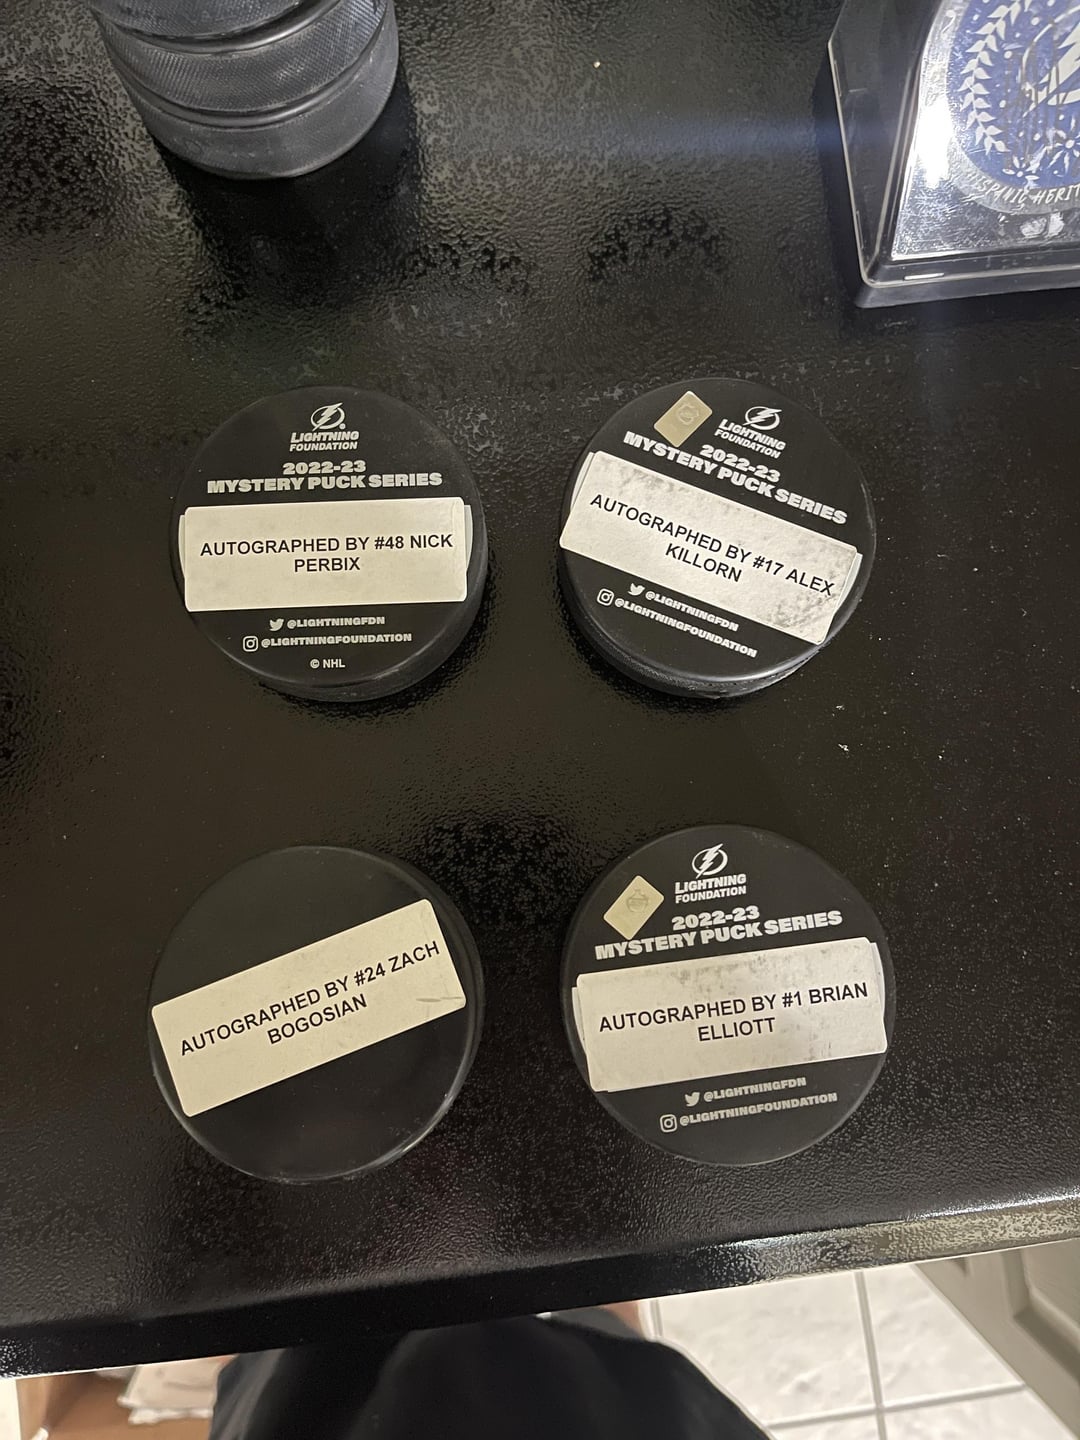 HISPANIC HERIT
LIGHTNING
FOUNDATION
2022-23
MYSTERY PUCK SERIES
AUTOGRAPHED BY #48 NICK
PERBIX
@LIGHTNINGFDN
@LIGHTNINGFOUNDATION
© NHL
LIGHTNING
FOUNDATION
2022-23
MYSTERY PUCK SERIES
AUTOGRAPHED BY #17 ALEX
KILLORN
@LIGHTNINGFDN
@LIGHTNINGFOUNDATION
AUTOGRAPHED BY #24 ZACH
BOGOSIAN
LIGHTNING
FOUNDATION
2022-23
MYSTERY PUCK SERIES
AUTOGRAPHED BY #1 BRIAN
ELLIOTT
@LIGHTNINGFDN
@LIGHTNINGFOUNDATION